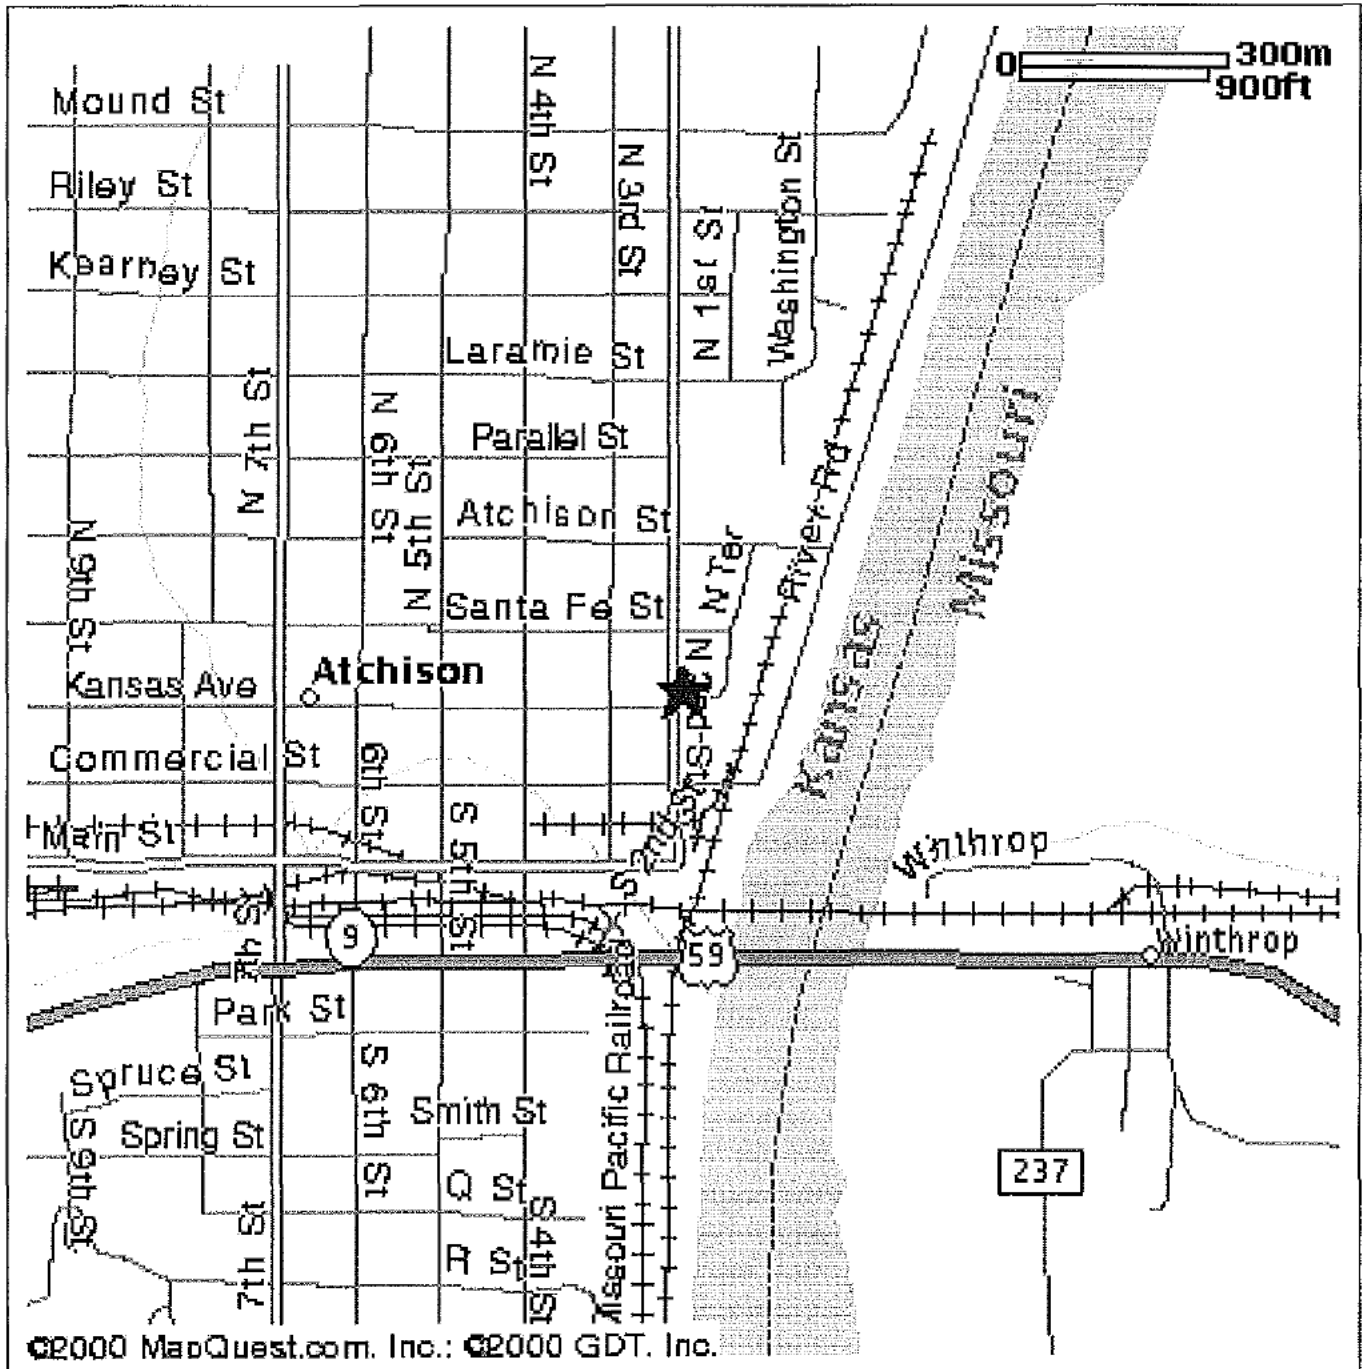 0 300m
900ft
Mound St
N 4th St
Riley St
N 3rd St
Washington St
Kearney St
N 1st St
Laramie St
N 7th St
N 6th St
Parallel St
N 5th St
Missouri
River Rd
Atchison St
N 9th St
N Ter
Santa Fe St
Kansas
Atchison
Kansas Ave
Commercial St
6th St
S 5th St
Main St
S 2nd St
Winthrop
7th St
9
59
Winthrop
Park St
Missouri Pacific Railroad
S 6th St
Spruce St
Smith St
S 9th St
Spring St
237
Q St
S 4th St
7th St
R St
©2000 MapQuest.com, Inc.; ©2000 GDT, Inc.